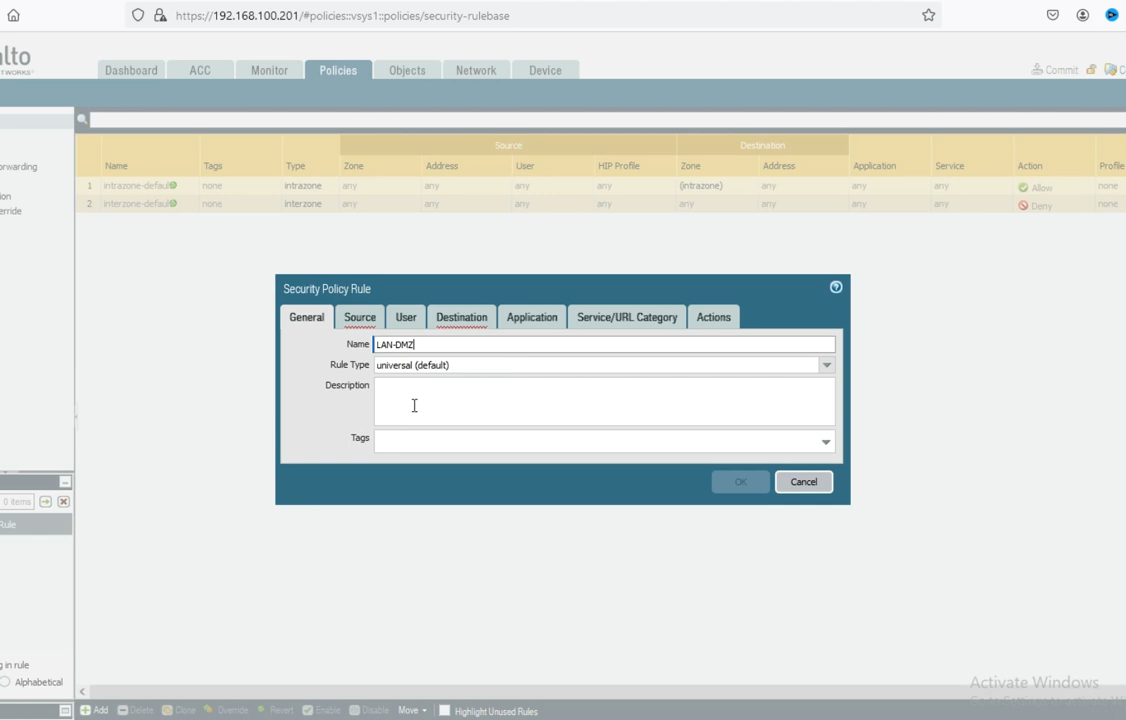 https://192.168.100.201/#policies::vsys1::policies/security-rulebase
alto
Dashboard ACC Monitor Policies Objects Network Device
Commit
orwarding
ion
erride
Source Destination
Name Tags Type Zone Address User HIP Profile Zone Address Application Service Action Profile
1 intrazone-default none intrazone any any any any (intrazone) any any any Allow none
2 interzone-default none interzone any any any any any any any any Deny none
Security Policy Rule
General Source User Destination Application Service/URL Category Actions
Name LAN-DMZ
Rule Type universal (default)
Description
Tags
OK Cancel
0 items
Rule
g in rule
Alphabetical
Activate Windows
Add Delete Clone Override Revert Enable Disable Move Highlight Unused Rules